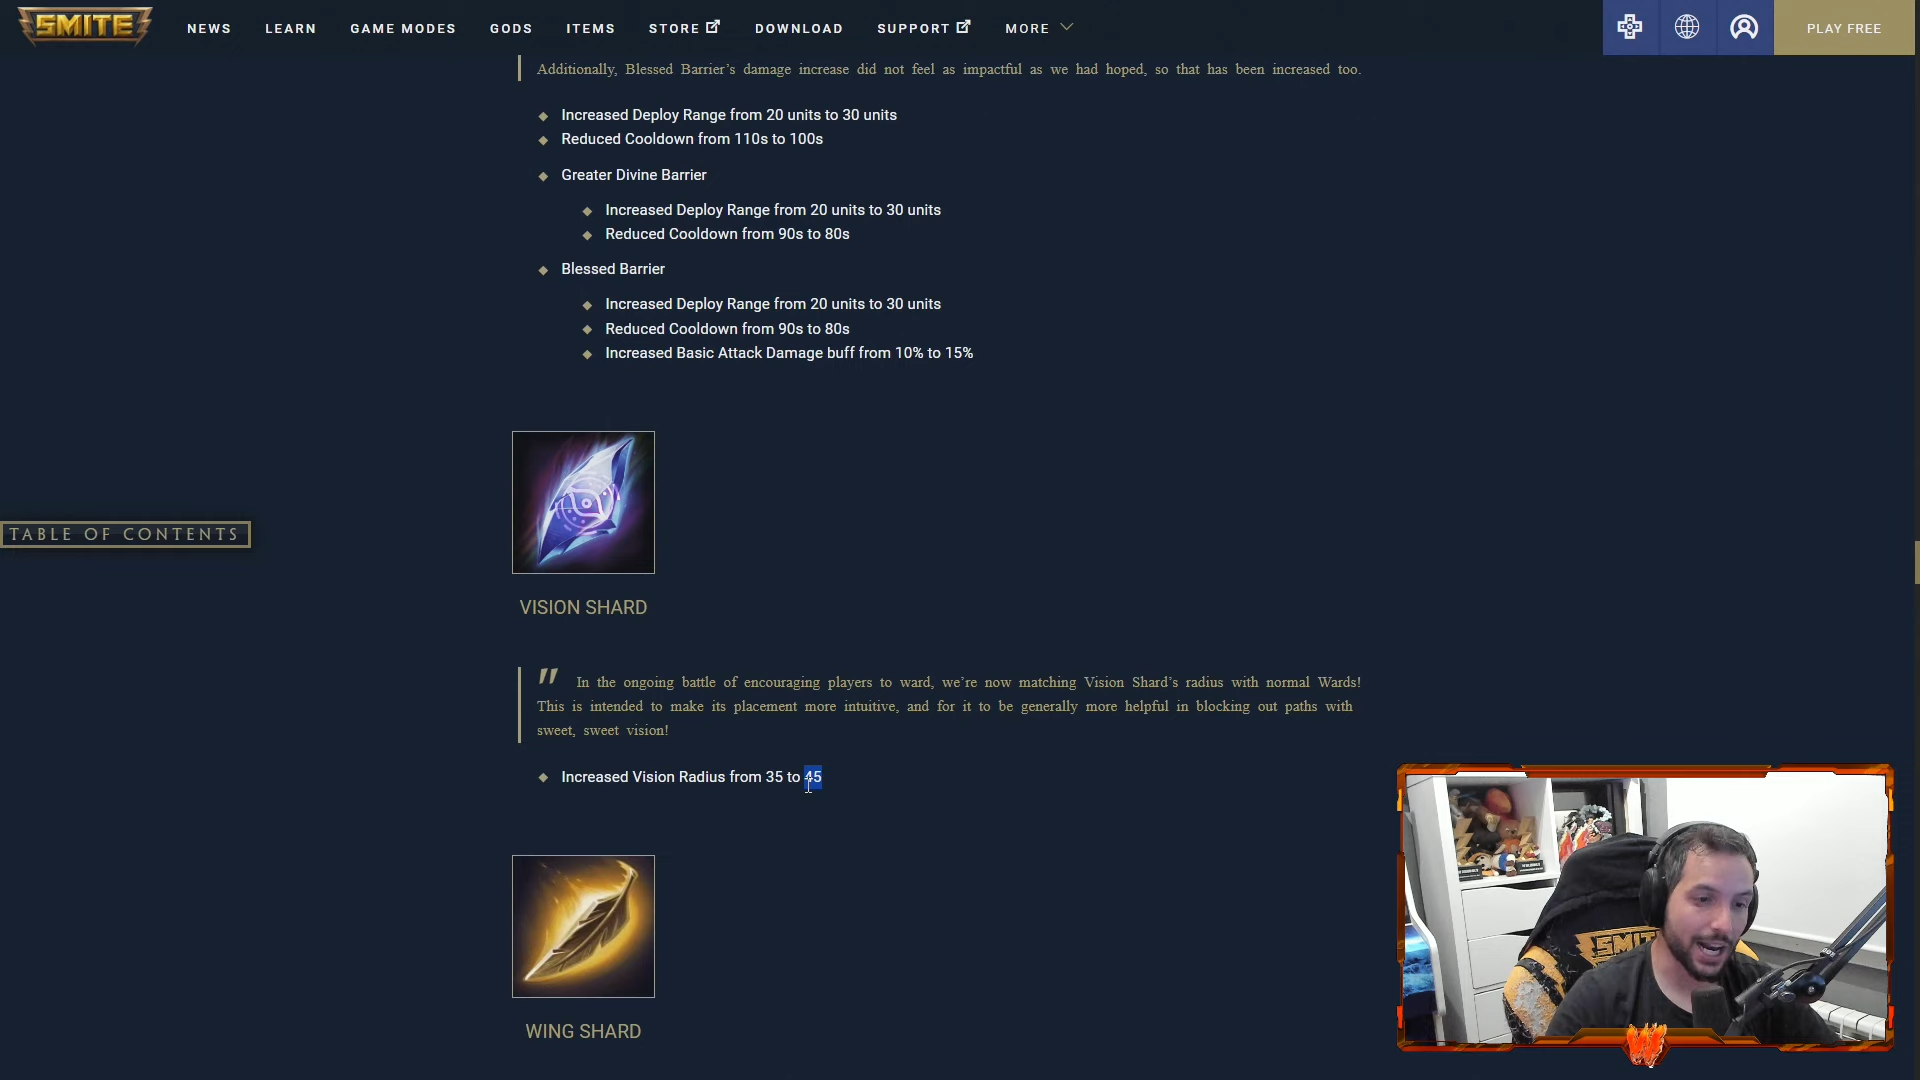 SMITE NEWS LEARN GAME MODES GODS ITEMS STORE DOWNLOAD SUPPORT MORE PLAY FREE
Additionally, Blessed Barrier’s damage increase did not feel as impactful as we had hoped, so that has been increased too.
Increased Deploy Range from 20 units to 30 units
Reduced Cooldown from 110s to 100s
Greater Divine Barrier
Increased Deploy Range from 20 units to 30 units
Reduced Cooldown from 90s to 80s
Blessed Barrier
Increased Deploy Range from 20 units to 30 units
Reduced Cooldown from 90s to 80s
Increased Basic Attack Damage buff from 10% to 15%
TABLE OF CONTENTS
VISION SHARD
" In the ongoing battle of encouraging players to ward, we’re now matching Vision Shard’s radius with normal Wards!
This is intended to make its placement more intuitive, and for it to be generally more helpful in blocking out paths with
sweet, sweet vision!
Increased Vision Radius from 35 to 45
WING SHARD
SMITE